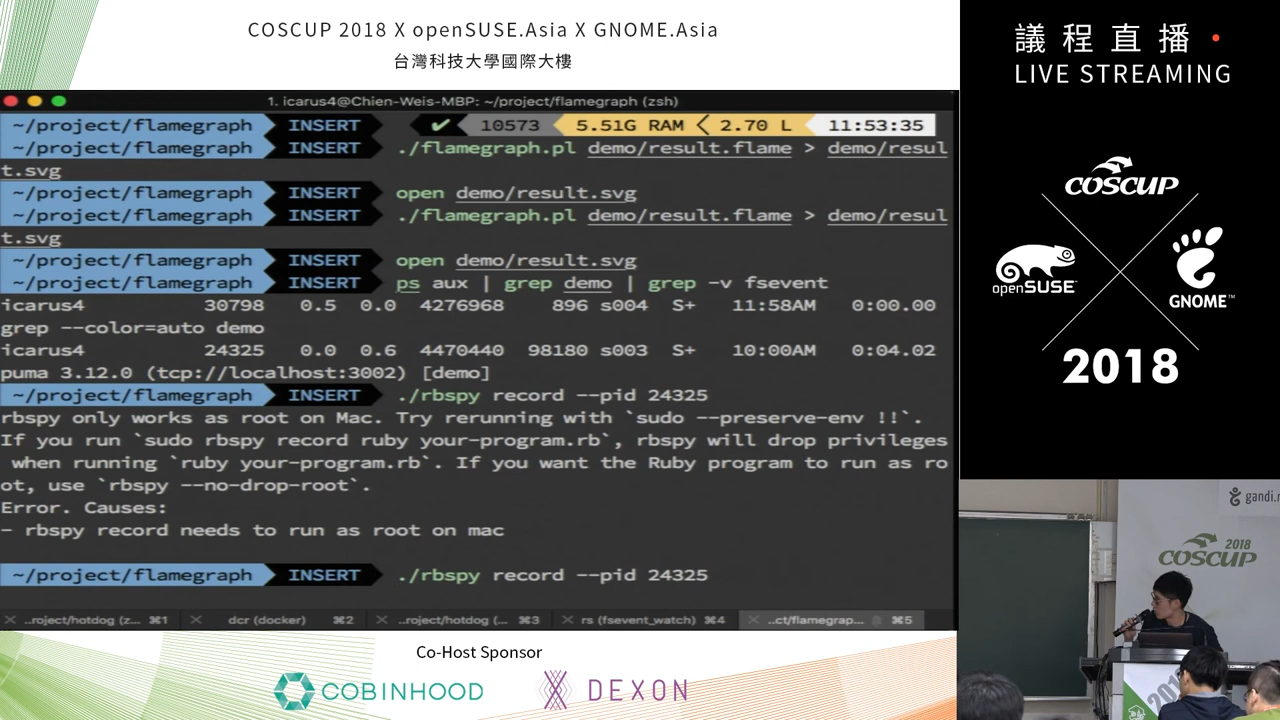 COSCUP 2018 X openSUSE.Asia X GNOME.Asia
台灣科技大學國際大樓
議程直播
LIVE STREAMING
1. icarus4@Chien-Weis-MBP: ~/project/flamegraph (zsh)
~/project/flamegraph INSERT ✔ 10573 5.51G RAM 2.70 L 11:53:35
~/project/flamegraph INSERT ./flamegraph.pl demo/result.flame > demo/resul
t.svg
~/project/flamegraph INSERT open demo/result.svg
~/project/flamegraph INSERT ./flamegraph.pl demo/result.flame > demo/resul
t.svg
~/project/flamegraph INSERT open demo/result.svg
~/project/flamegraph INSERT ps aux | grep demo | grep -v fsevent
icarus4 30798 0.5 0.0 4276968 896 s004 S+ 11:58AM 0:00.00
grep --color=auto demo
icarus4 24325 0.0 0.6 4470440 98180 s003 S+ 10:00AM 0:04.02
puma 3.12.0 (tcp://localhost:3002) [demo]
~/project/flamegraph INSERT ./rbspy record --pid 24325
rbspy only works as root on Mac. Try rerunning with `sudo --preserve-env !!`.
If you run `sudo rbspy record ruby your-program.rb`, rbspy will drop privileges
when running `ruby your-program.rb`. If you want the Ruby program to run as ro
ot, use `rbspy --no-drop-root`.
Error. Causes:
- rbspy record needs to run as root on mac
~/project/flamegraph INSERT ./rbspy record --pid 24325
..roject/hotdog (z... ⌘1 dcr (docker) ⌘2 ..roject/hotdog (... ⌘3 rs (fsevent_watch) ⌘4 ..ct/flamegrap... ⌘5
COSCUP
openSUSE
GNOME™
2018
gandi.n
2018
COSCUP
Co-Host Sponsor
COBINHOOD
DEXON